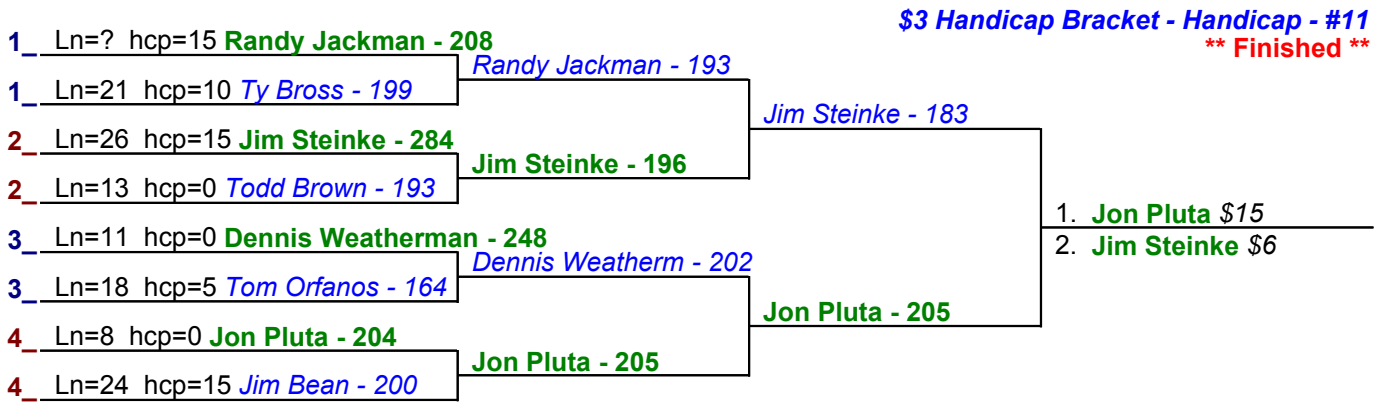 $3 Handicap Bracket - Handicap - #11
** Finished **
1_ Ln=? hcp=15 Randy Jackman - 208
Randy Jackman - 193
1_ Ln=21 hcp=10 Ty Bross - 199
Jim Steinke - 183
2_ Ln=26 hcp=15 Jim Steinke - 284
Jim Steinke - 196
2_ Ln=13 hcp=0 Todd Brown - 193
1. Jon Pluta $15
2. Jim Steinke $6
3_ Ln=11 hcp=0 Dennis Weatherman - 248
Dennis Weatherm - 202
3_ Ln=18 hcp=5 Tom Orfanos - 164
Jon Pluta - 205
4_ Ln=8 hcp=0 Jon Pluta - 204
Jon Pluta - 205
4_ Ln=24 hcp=15 Jim Bean - 200